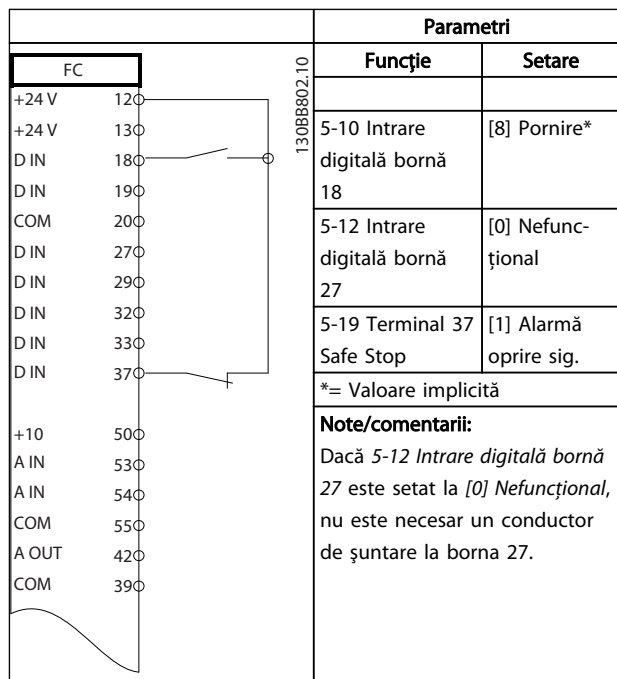 FC
+24 V 12
+24 V 13
D IN 18
D IN 19
COM 20
D IN 27
D IN 29
D IN 32
D IN 33
D IN 37
+10 50
A IN 53
A IN 54
COM 55
A OUT 42
COM 39
130BB802.10
Parametri
Funcție Setare
5-10 Intrare [8] Pornire*
digitală bornă
18
5-12 Intrare [0] Nefunc-
digitală bornă țional
27
5-19 Terminal 37 [1] Alarmă
Safe Stop oprire sig.
*= Valoare implicită
Note/comentarii:
Dacă 5-12 Intrare digitală bornă
27 este setat la [0] Nefuncțional,
nu este necesar un conductor
de şuntare la borna 27.